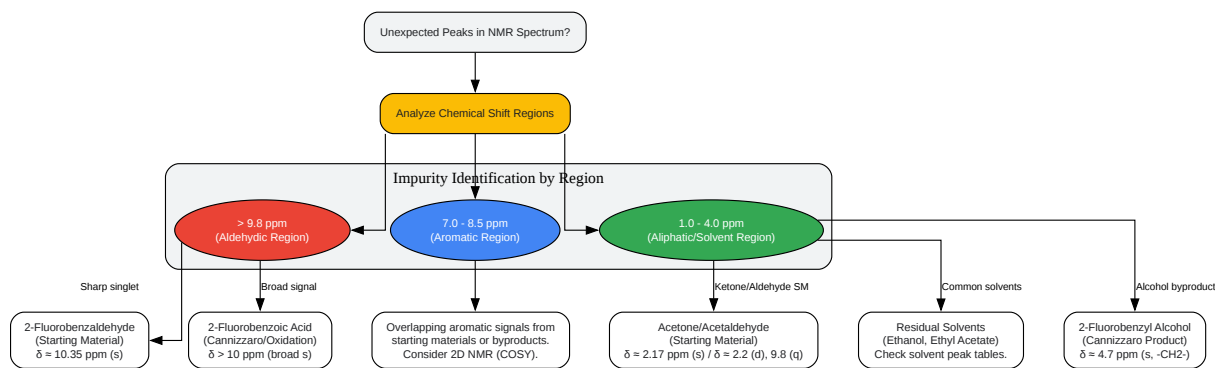 Unexpected Peaks in NMR Spectrum?
Analyze Chemical Shift Regions
Impurity Identification by Region
> 9.8 ppm
(Aldehydic Region)
7.0 - 8.5 ppm
(Aromatic Region)
1.0 - 4.0 ppm
(Aliphatic/Solvent Region)
Sharp singlet
Broad signal
Ketone/Aldehyde SM
Common solvents
Alcohol byproduct
2-Fluorobenzaldehyde
(Starting Material)
δ ≈ 10.35 ppm (s)
2-Fluorobenzoic Acid
(Cannizzaro/Oxidation)
δ > 10 ppm (broad s)
Overlapping aromatic signals from
starting materials or byproducts.
Consider 2D NMR (COSY).
Acetone/Acetaldehyde
(Starting Material)
δ ≈ 2.17 ppm (s) / δ ≈ 2.2 (d), 9.8 (q)
Residual Solvents
(Ethanol, Ethyl Acetate)
Check solvent peak tables.
2-Fluorobenzyl Alcohol
(Cannizzaro Product)
δ ≈ 4.7 ppm (s, -CH2-)